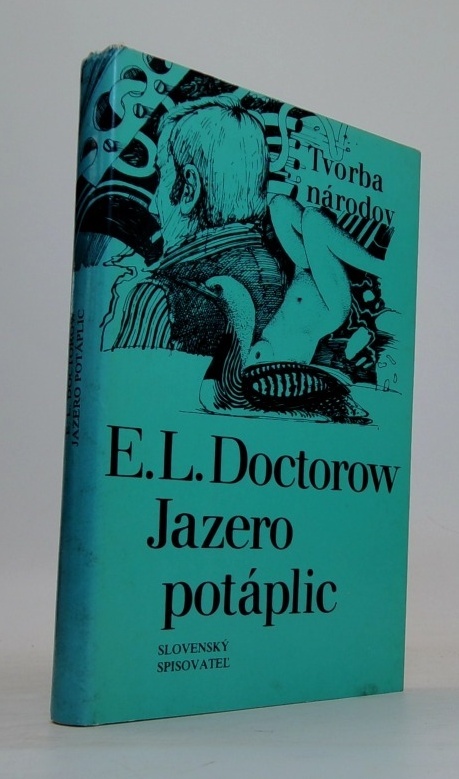 Tvorba
národov
E.L.Doctorow
Jazero
potáplic
SLOVENSKÝ
SPISOVATEĽ
E. L. DOCTOROW
JAZERO POTÁPLIC